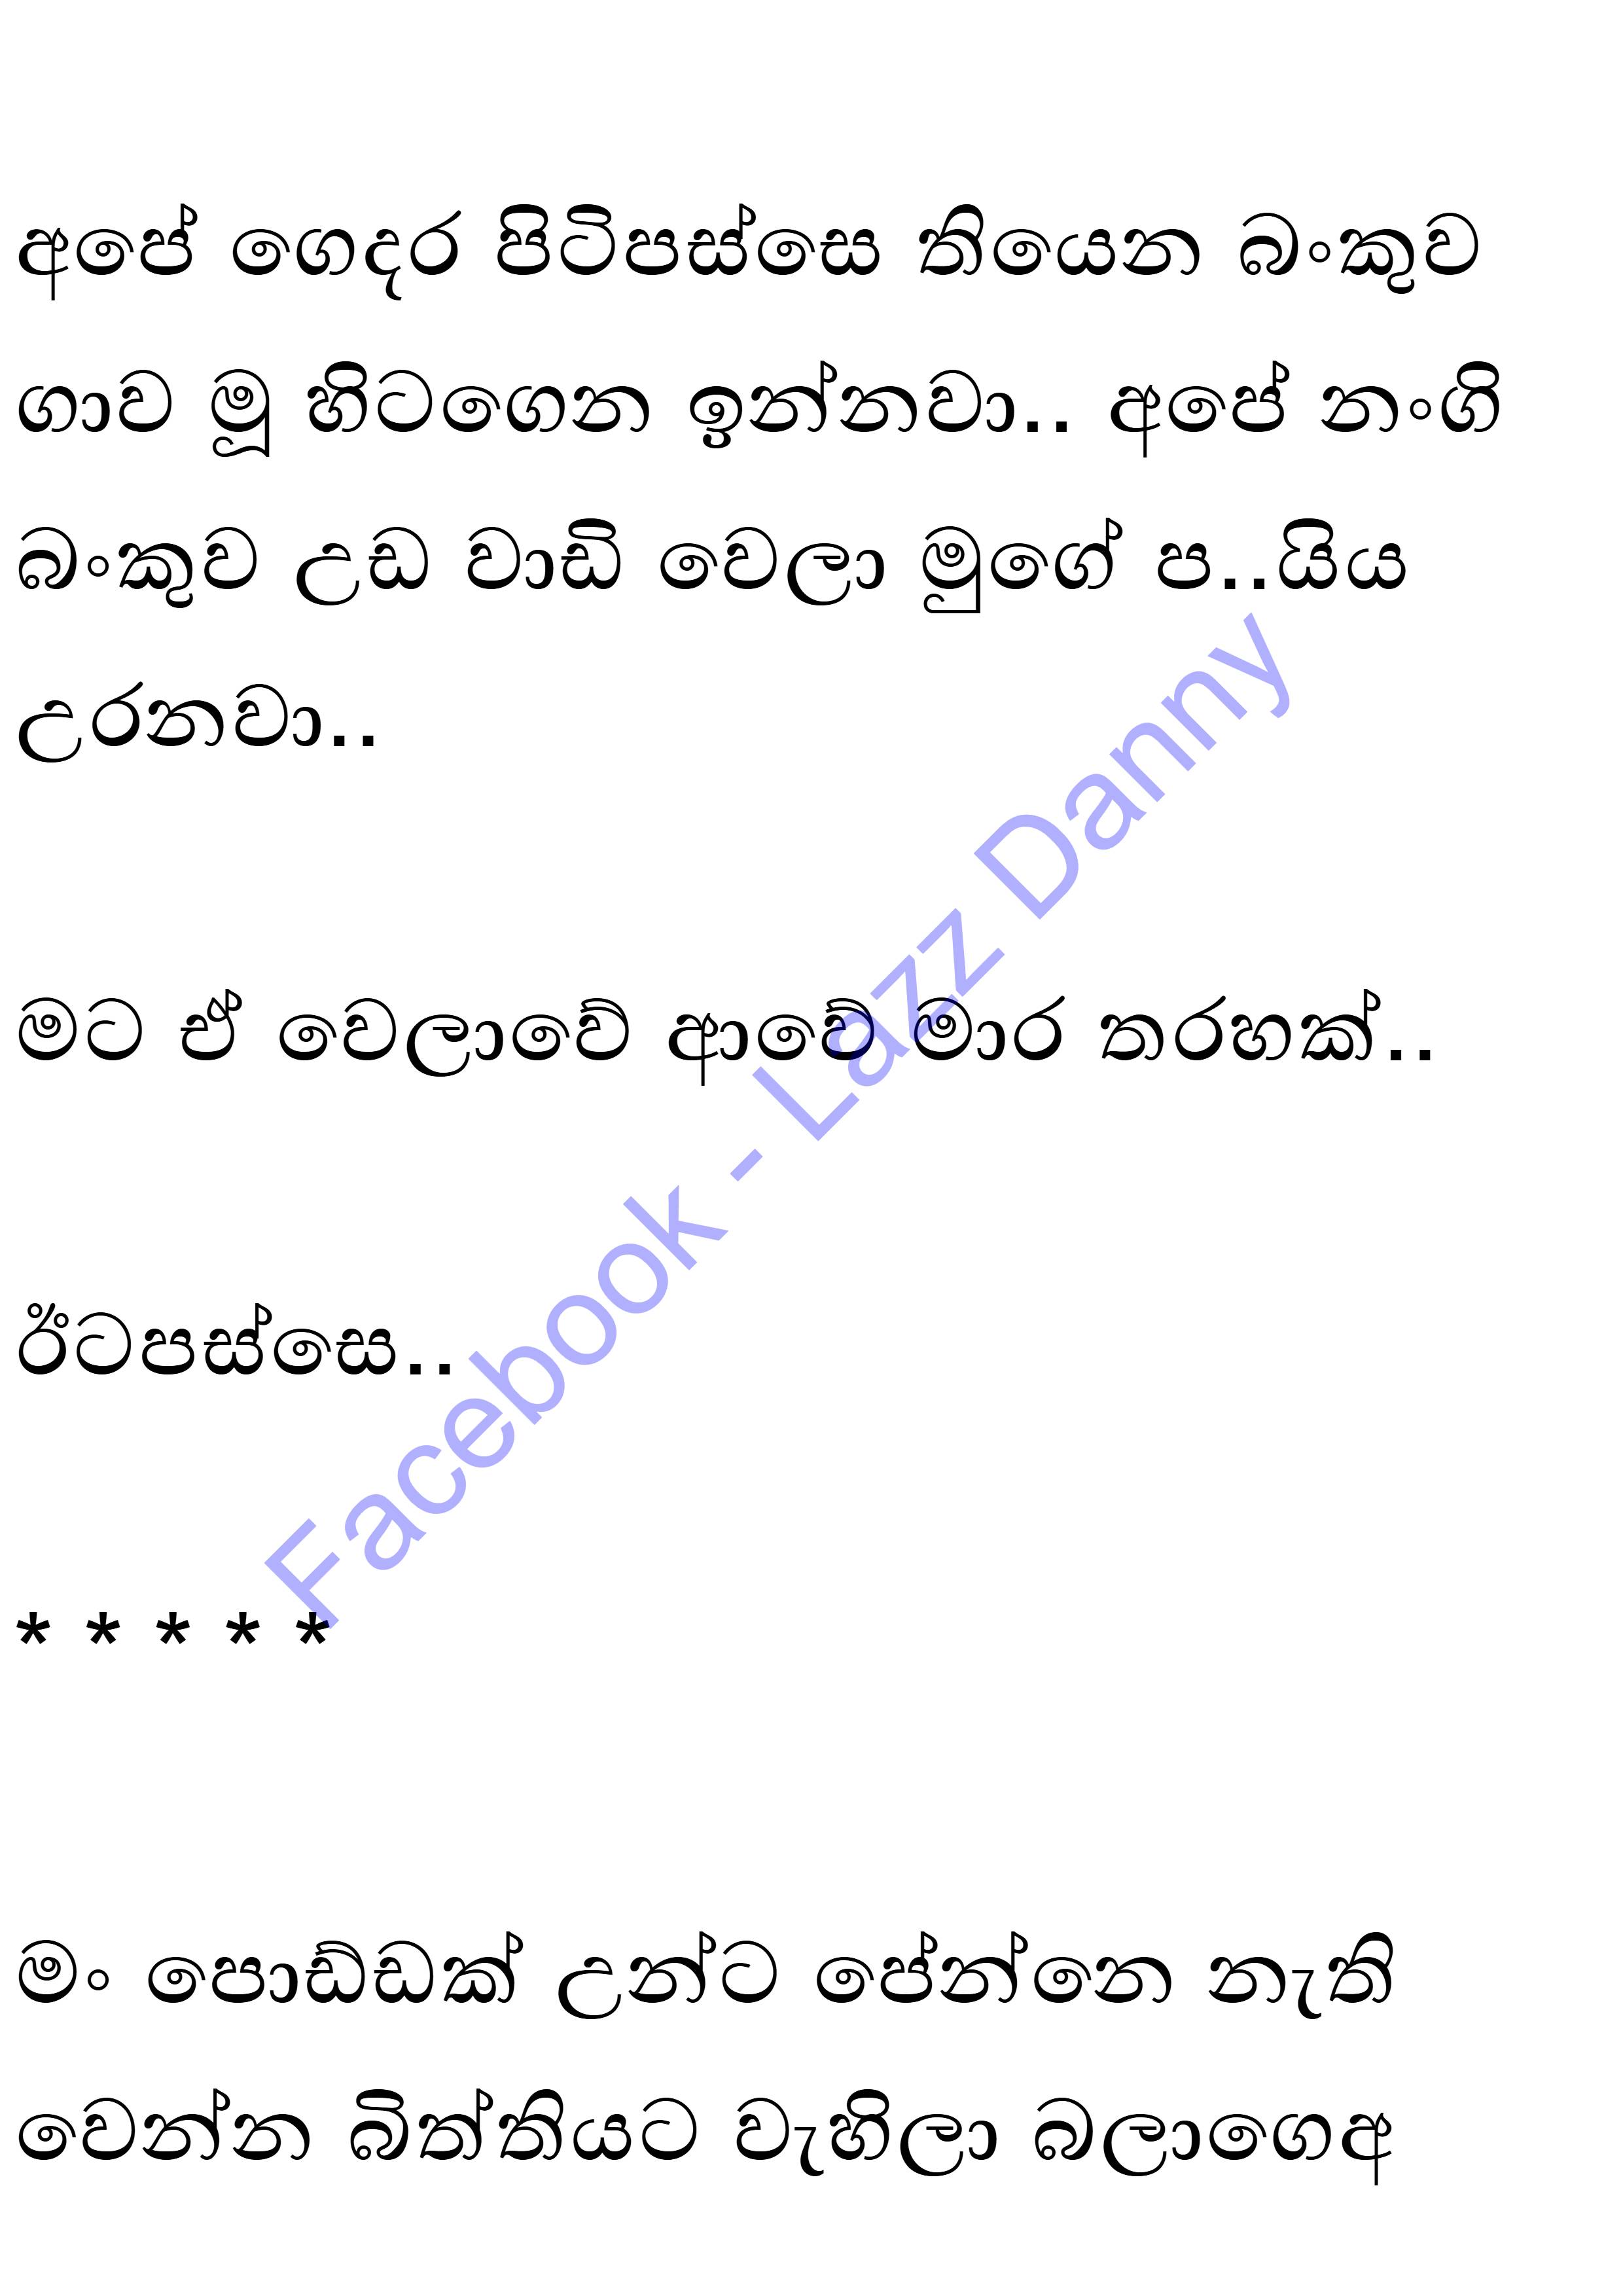 අපේ ගෙදර පිටිපස්සෙ තියෙන බංකුව
ගාව මූ හිටගෙන ඉන්නවා.. අපේ නංගි
බංකුව උඩ වාඩි වෙලා මුගේ ප..යිය
උරනවා..
මට ඒ වෙලාවේ ආවේ මාර තරහක්..
ඊටපස්සෙ..
* * * * *
මං පොඩ්ඩක් උන්ට පේන්නෙ නැති
වෙන්න බිත්තියට වැහිලා බලාගෙඅ
Facebook - Lazz Danny